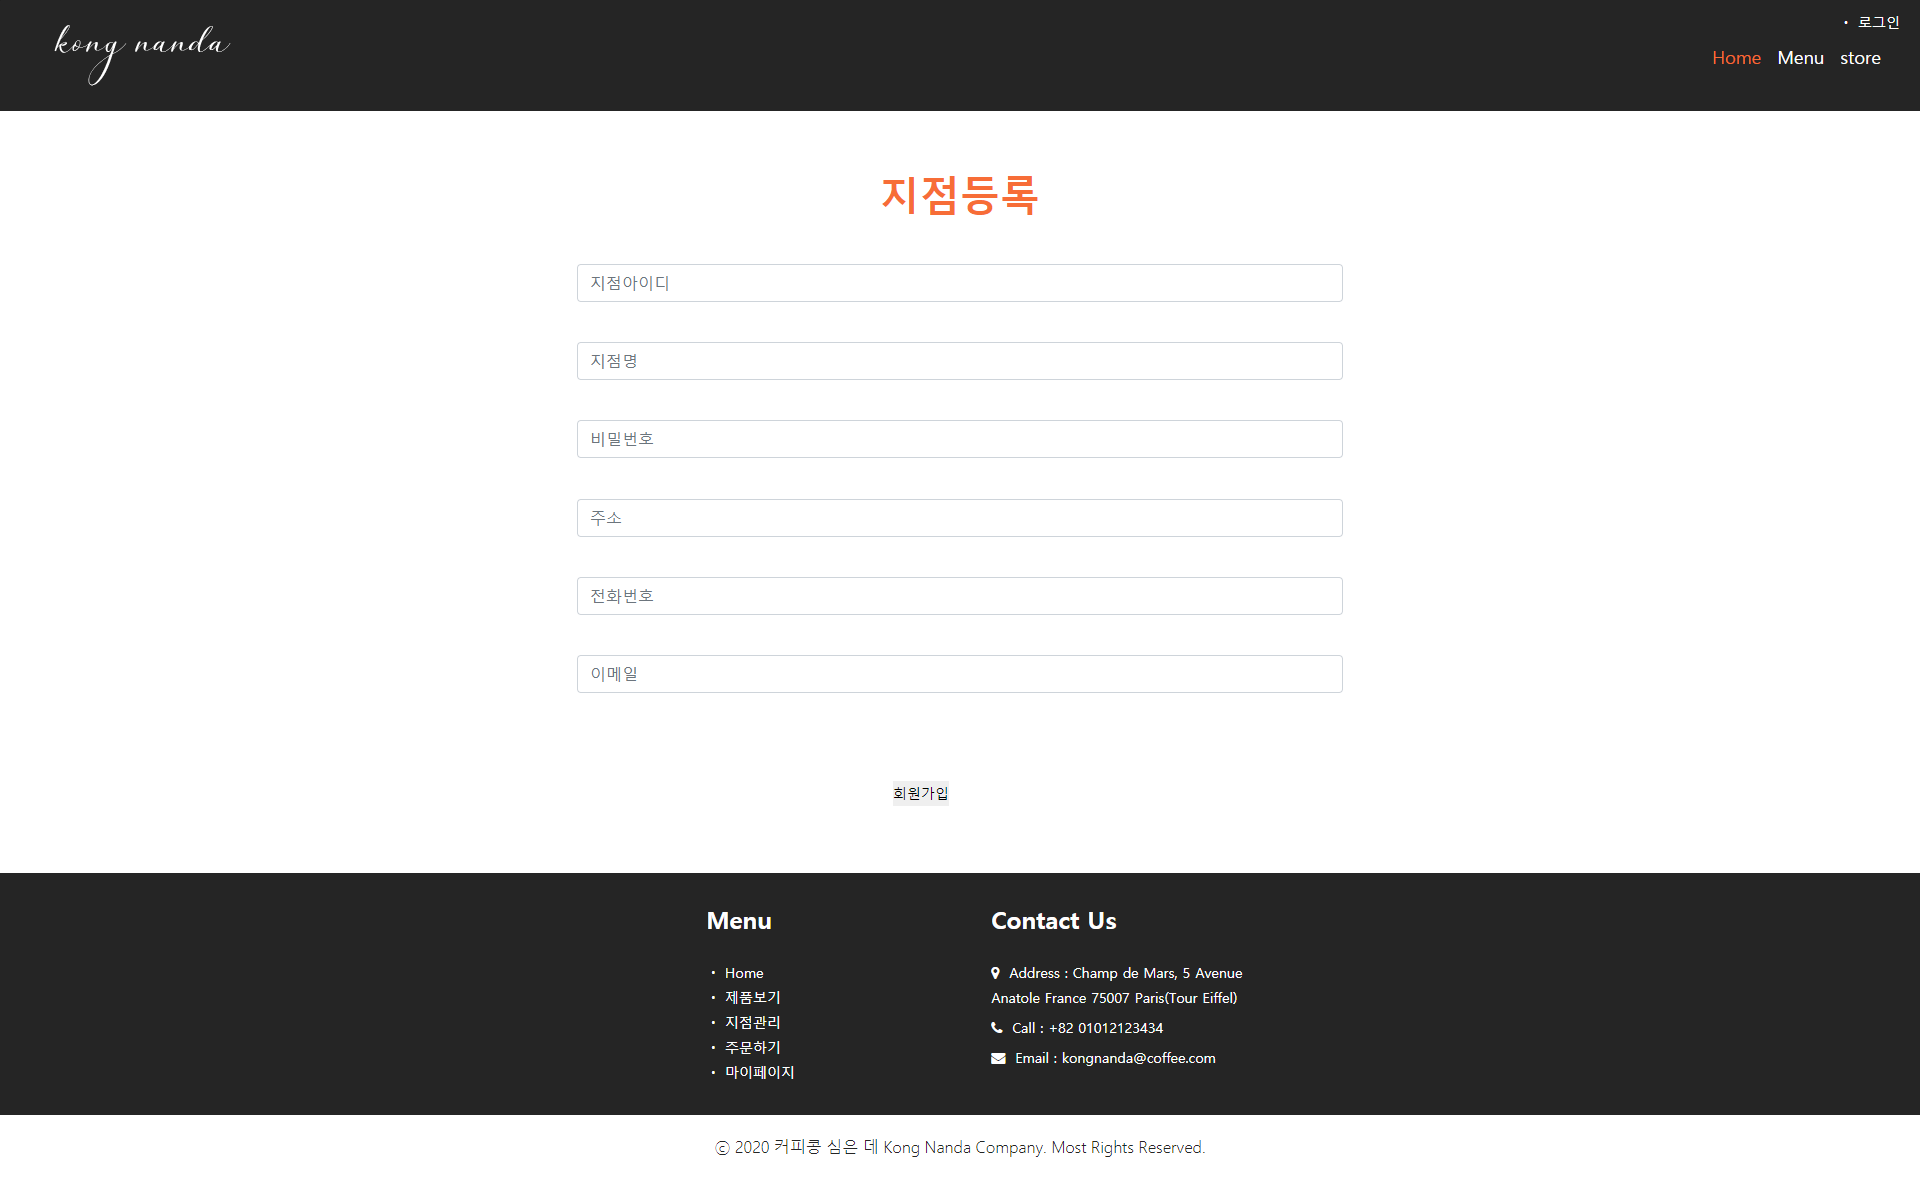 kong nanda
・ 로그인
Home Menu store
지점등록
지점아이디
지점명
비밀번호
주소
전화번호
이메일
회원가입
Menu
・ Home
・ 제품보기
・ 지점관리
・ 주문하기
・ 마이페이지
Contact Us
Address : Champ de Mars, 5 Avenue
Anatole France 75007 Paris(Tour Eiffel)
Call : +82 01012123434
Email : kongnanda@coffee.com
ⓒ 2020 커피콩 심은 데 Kong Nanda Company. Most Rights Reserved.